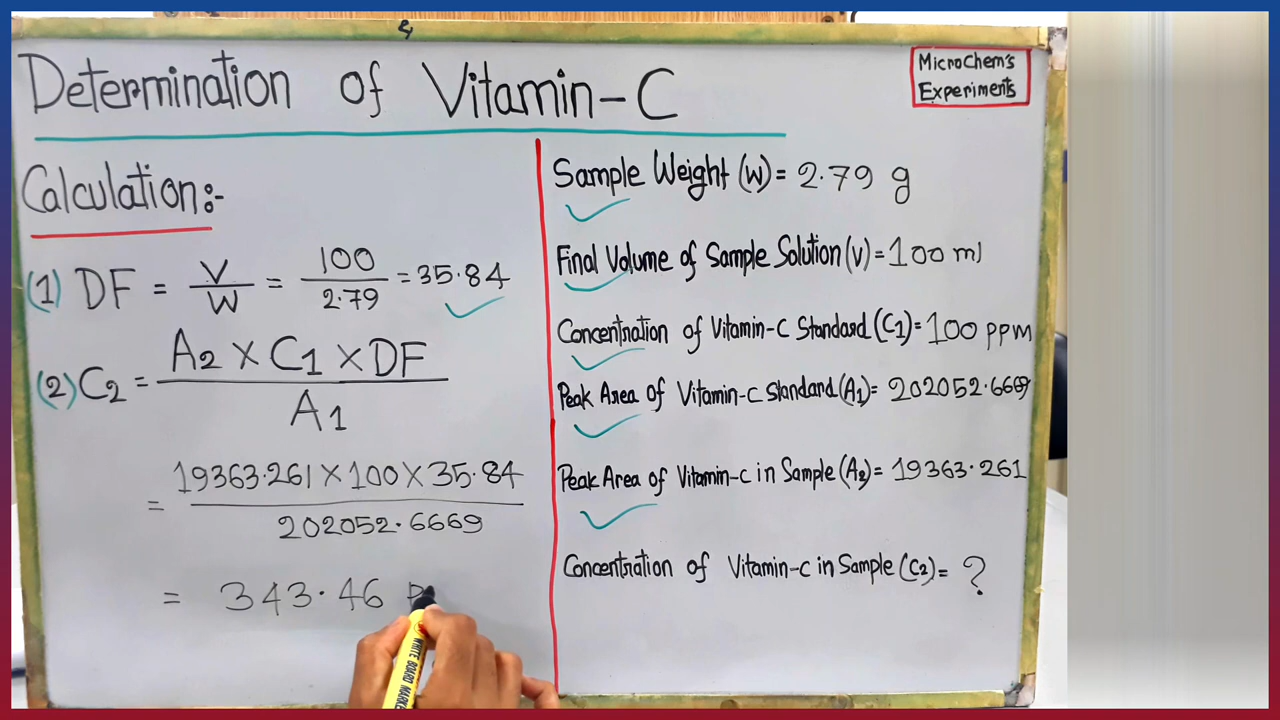 Determination of Vitamin-C
MicroChem's
Experiments
Calculation:-
(1) DF = V/W = 100/2.79 = 35.84
(2) C2 = A2 X C1 X DF / A1
= 19363.261 X 100 X 35.84 / 202052.6669
= 343.46 P
Sample Weight (W) = 2.79 g
Final Volume of Sample Solution (V) = 100 ml
Concentration of Vitamin-C Standard (C1) = 100 ppm
Peak Area of Vitamin-C Standard (A1) = 202052.6669
Peak Area of Vitamin-c in Sample (A2) = 19363.261
Concentration of Vitamin-c in Sample (C2) = ?
WHITE BOARD MARKER